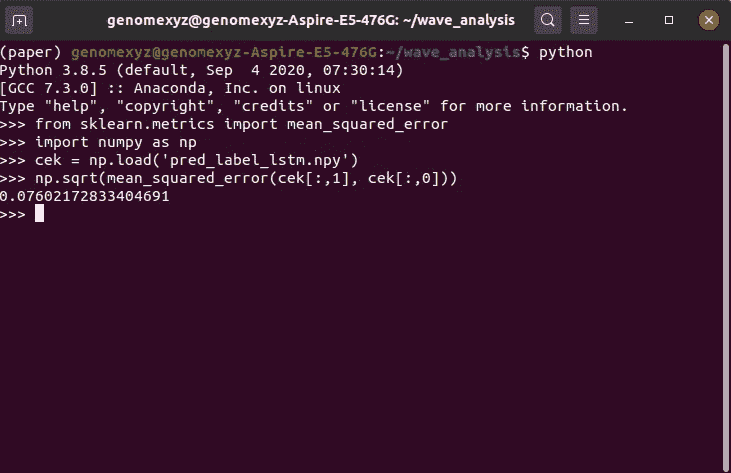 genomexyz@genomexyz-Aspire-E5-476G: ~/wave_analysis
(paper) genomexyz@genomexyz-Aspire-E5-476G:~/wave_analysis$ python
Python 3.8.5 (default, Sep  4 2020, 07:30:14)
[GCC 7.3.0] :: Anaconda, Inc. on linux
Type "help", "copyright", "credits" or "license" for more information.
>>> from sklearn.metrics import mean_squared_error
>>> import numpy as np
>>> cek = np.load('pred_label_lstm.npy')
>>> np.sqrt(mean_squared_error(cek[:,1], cek[:,0]))
0.07602172833404691
>>>